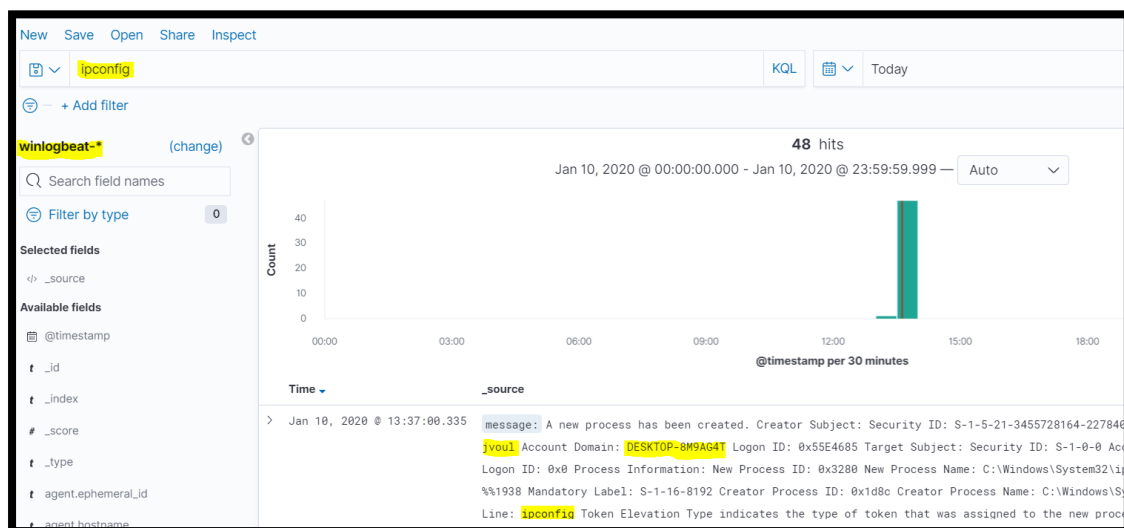 New Save Open Share Inspect
ipconfig KQL Today
+ Add filter
winlogbeat-* (change)
Search field names
Filter by type 0
Selected fields
</> _source
Available fields
@timestamp
t _id
t _index
# _score
t _type
t agent.ephemeral_id
t agent.hostname
48 hits
Jan 10, 2020 @ 00:00:00.000 - Jan 10, 2020 @ 23:59:59.999 — Auto
Count
40
30
20
10
0
00:00 03:00 06:00 09:00 12:00 15:00 18:00
@timestamp per 30 minutes
Time _source
> Jan 10, 2020 @ 13:37:00.335 message: A new process has been created. Creator Subject: Security ID: S-1-5-21-3455728164-227840
jvoul Account Domain: DESKTOP-8M9AG4T Logon ID: 0x55E4685 Target Subject: Security ID: S-1-0-0 Acc
Logon ID: 0x0 Process Information: New Process ID: 0x3280 New Process Name: C:\Windows\System32\ip
%%1938 Mandatory Label: S-1-16-8192 Creator Process ID: 0x1d8c Creator Process Name: C:\Windows\Sy
Line: ipconfig Token Elevation Type indicates the type of token that was assigned to the new proce